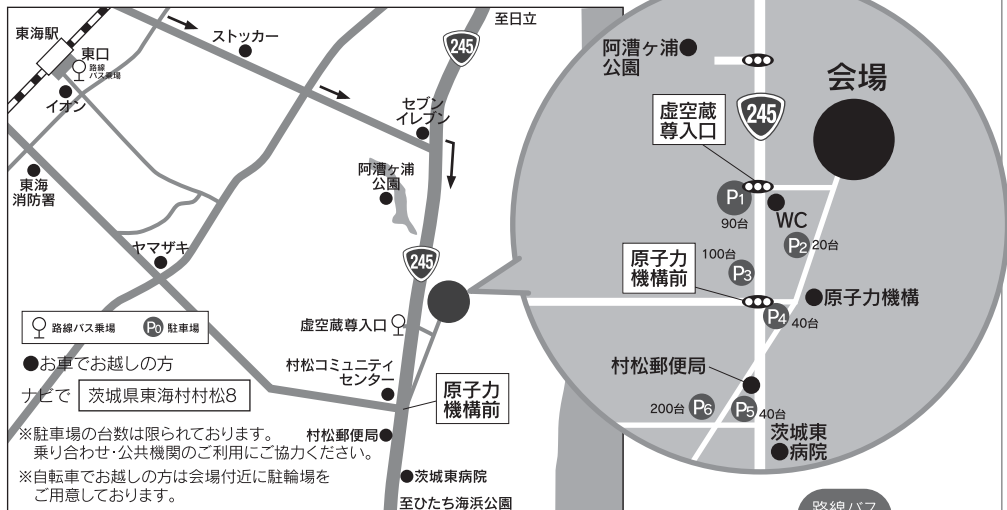 東海駅
東口
路線
バス乗場
イオン
ストッカー
至日立
245
セブン
イレブン
阿漕ヶ浦
公園
東海
消防署
ヤマザキ
245
虚空蔵尊入口
村松コミュニティ
センター
原子力
機構前
村松郵便局
茨城東病院
至ひたち海浜公園
路線バス乗場
P0 駐車場
●お車でお越しの方
ナビで 茨城県東海村村松8
※駐車場の台数は限られております。
乗り合わせ・公共機関のご利用にご協力ください。
※自転車でお越しの方は会場付近に駐輪場を
ご用意しております。
阿漕ヶ浦
公園
会場
245
虚空蔵
尊入口
P1
90台
WC
P2 20台
原子力
機構前
100台
P3
原子力機構
P4 40台
村松郵便局
200台 P6
P5 40台
茨城東
病院
路線バス